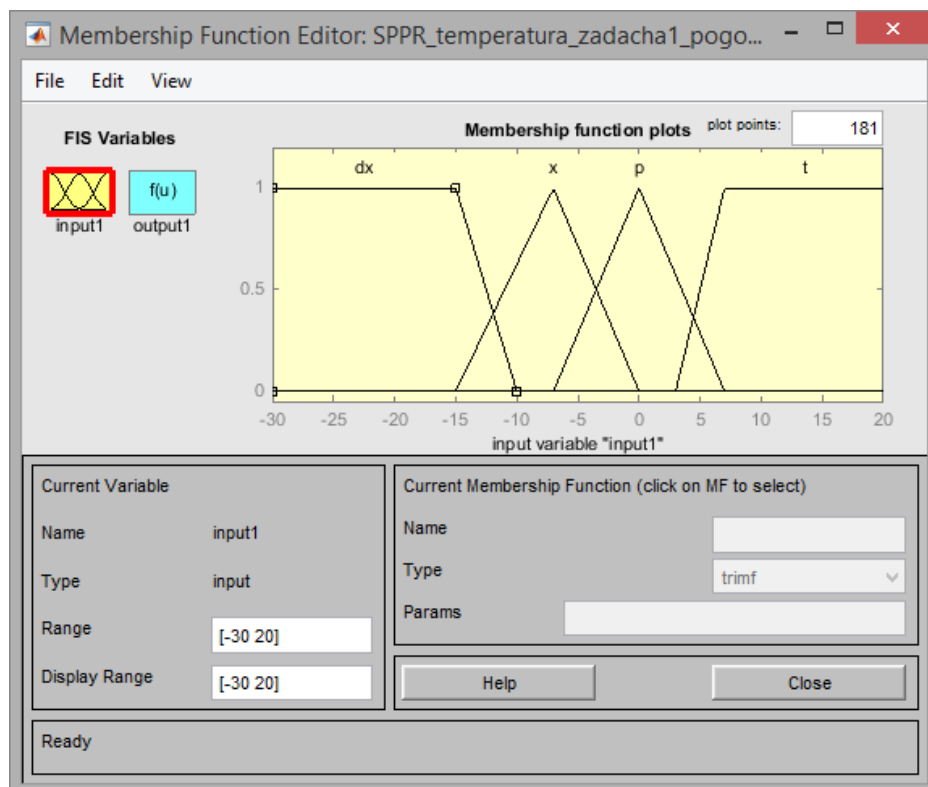 Membership Function Editor: SPPR_temperatura_zadacha1_pogo...
File Edit View
FIS Variables
f(u)
input1 output1
Membership function plots plot points: 181
dx x p t
1
0.5
0
-30 -25 -20 -15 -10 -5 0 5 10 15 20
input variable "input1"
Current Variable
Name input1
Type input
Range [-30 20]
Display Range [-30 20]
Current Membership Function (click on MF to select)
Name
Type trimf
Params
Help Close
Ready